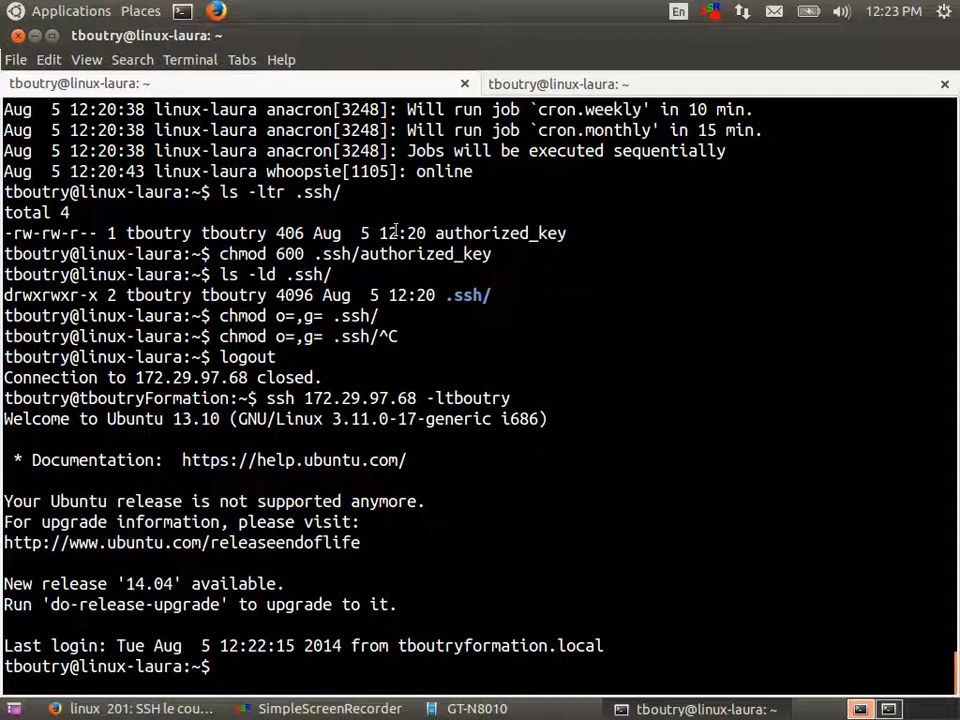 Applications Places En 12:23 PM
tboutry@linux-laura: ~
File Edit View Search Terminal Tabs Help
tboutry@linux-laura: ~ × tboutry@linux-laura: ~ ×
Aug  5 12:20:38 linux-laura anacron[3248]: Will run job `cron.weekly' in 10 min.
Aug  5 12:20:38 linux-laura anacron[3248]: Will run job `cron.monthly' in 15 min.
Aug  5 12:20:38 linux-laura anacron[3248]: Jobs will be executed sequentially
Aug  5 12:20:43 linux-laura whoopsie[1105]: online
tboutry@linux-laura:~$ ls -ltr .ssh/
total 4
-rw-rw-r-- 1 tboutry tboutry 406 Aug  5 12:20 authorized_key
tboutry@linux-laura:~$ chmod 600 .ssh/authorized_key
tboutry@linux-laura:~$ ls -ld .ssh/
drwxrwxr-x 2 tboutry tboutry 4096 Aug  5 12:20 .ssh/
tboutry@linux-laura:~$ chmod o=,g= .ssh/
tboutry@linux-laura:~$ chmod o=,g= .ssh/^C
tboutry@linux-laura:~$ logout
Connection to 172.29.97.68 closed.
tboutry@tboutryFormation:~$ ssh 172.29.97.68 -ltboutry
Welcome to Ubuntu 13.10 (GNU/Linux 3.11.0-17-generic i686)
 * Documentation:  https://help.ubuntu.com/
Your Ubuntu release is not supported anymore.
For upgrade information, please visit:
http://www.ubuntu.com/releaseendoflife
New release '14.04' available.
Run 'do-release-upgrade' to upgrade to it.
Last login: Tue Aug  5 12:22:15 2014 from tboutryformation.local
tboutry@linux-laura:~$
linux 201: SSH le cou... SimpleScreenRecorder GT-N8010 tboutry@linux-laura: ~